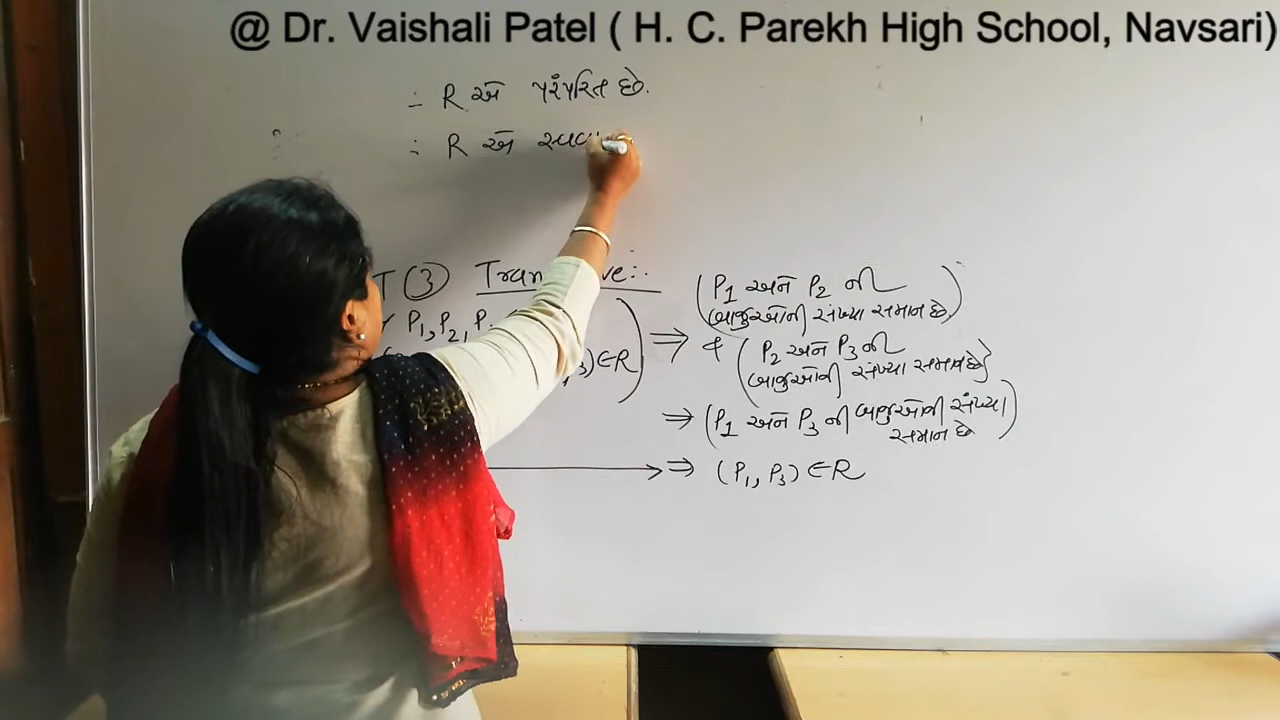 @ Dr. Vaishali Patel ( H. C. Parekh High School, Navsari)
∴ R એ પરંપરિત છે.
∴ R એ
T ③ Tran ve:-
P₁, P₂, P
) ∈ R ) ⇒ ( P₁ અને P₂ ની
બાજુઓની સંખ્યા સમાન છે )
& ( P₂ અને P₃ ની
બાજુઓની સંખ્યા સમાન છે )
⇒ ( P₁ અને P₃ ની બાજુઓની સંખ્યા
સમાન છે )
⟶ ⇒ (P₁, P₃) ∈ R